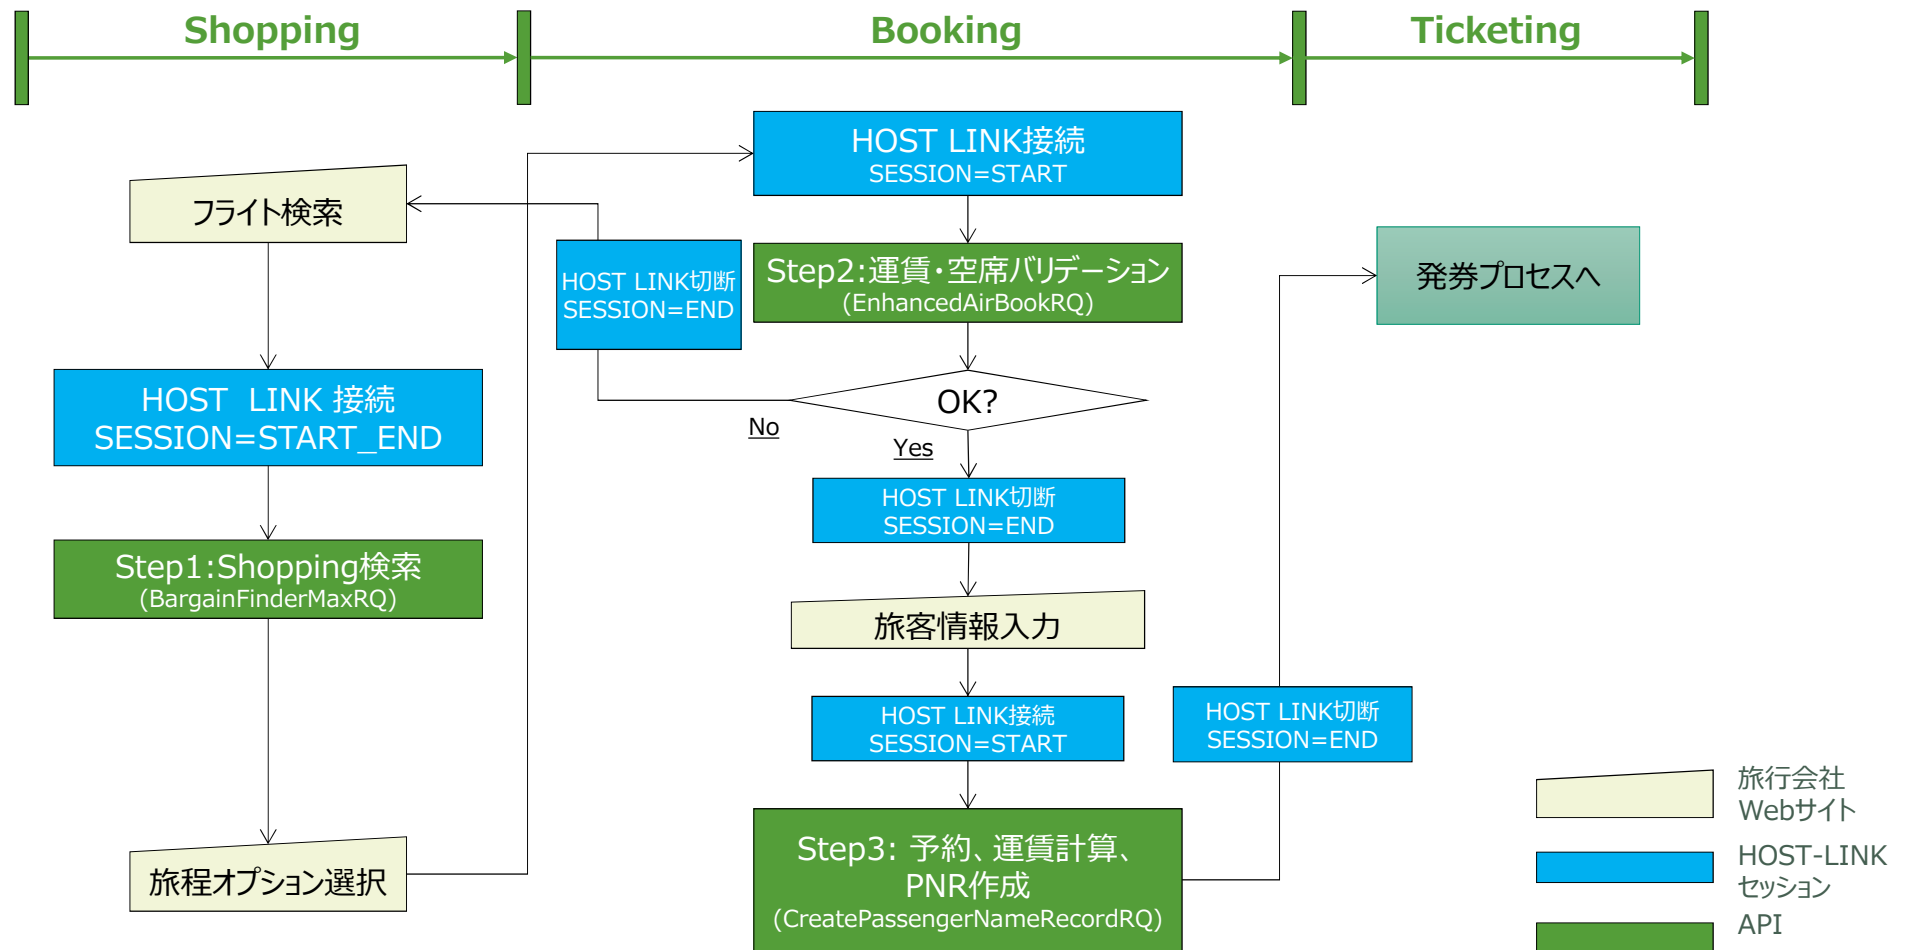 Shopping
Booking
Ticketing
フライト検索
HOST LINK 接続
SESSION=START_END
Step1:Shopping検索
(BargainFinderMaxRQ)
旅程オプション選択
HOST LINK接続
SESSION=START
HOST LINK切断
SESSION=END
Step2:運賃・空席バリデーション
(EnhancedAirBookRQ)
OK?
No
Yes
HOST LINK切断
SESSION=END
旅客情報入力
HOST LINK接続
SESSION=START
Step3: 予約、運賃計算、
PNR作成
(CreatePassengerNameRecordRQ)
HOST LINK切断
SESSION=END
発券プロセスへ
旅行会社
Webサイト
HOST-LINK
セッション
API